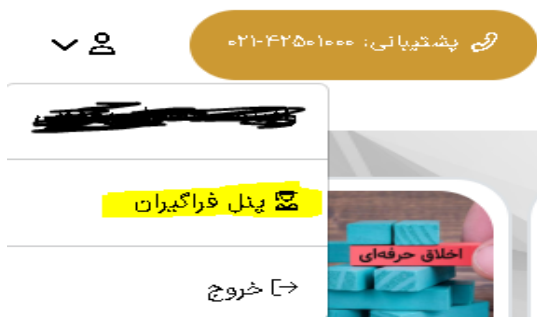 پشتیبانی: ۰۲۱-۴۲۵۰۱۰۰۰
پنل فراگیران
اخلاق حرفه‌ای
خروج